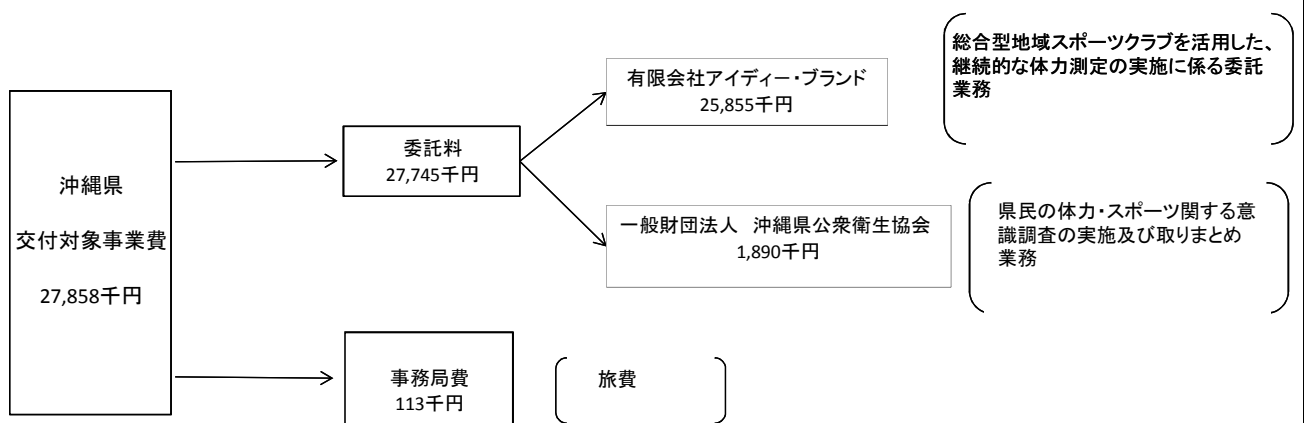 沖縄県
交付対象事業費
27,858千円
委託料
27,745千円
有限会社アイディー・ブランド
25,855千円
総合型地域スポーツクラブを活用した、
継続的な体力測定の実施に係る委託
業務
一般財団法人　沖縄県公衆衛生協会
1,890千円
県民の体力・スポーツ関する意
識調査の実施及び取りまとめ
業務
事務局費
113千円
旅費